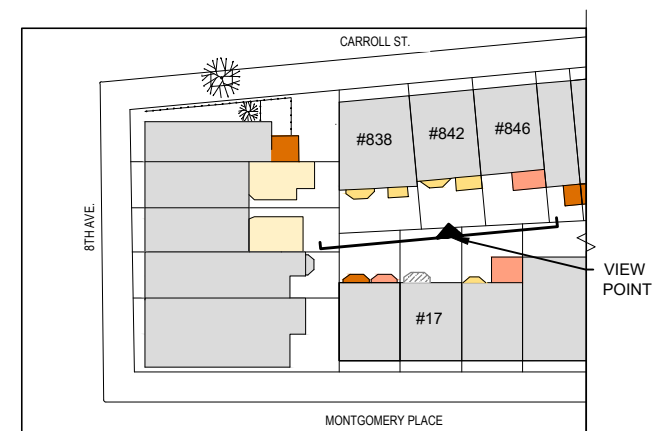 CARROLL ST.
#838
#842
#846
8TH AVE.
VIEW
POINT
#17
MONTGOMERY PLACE